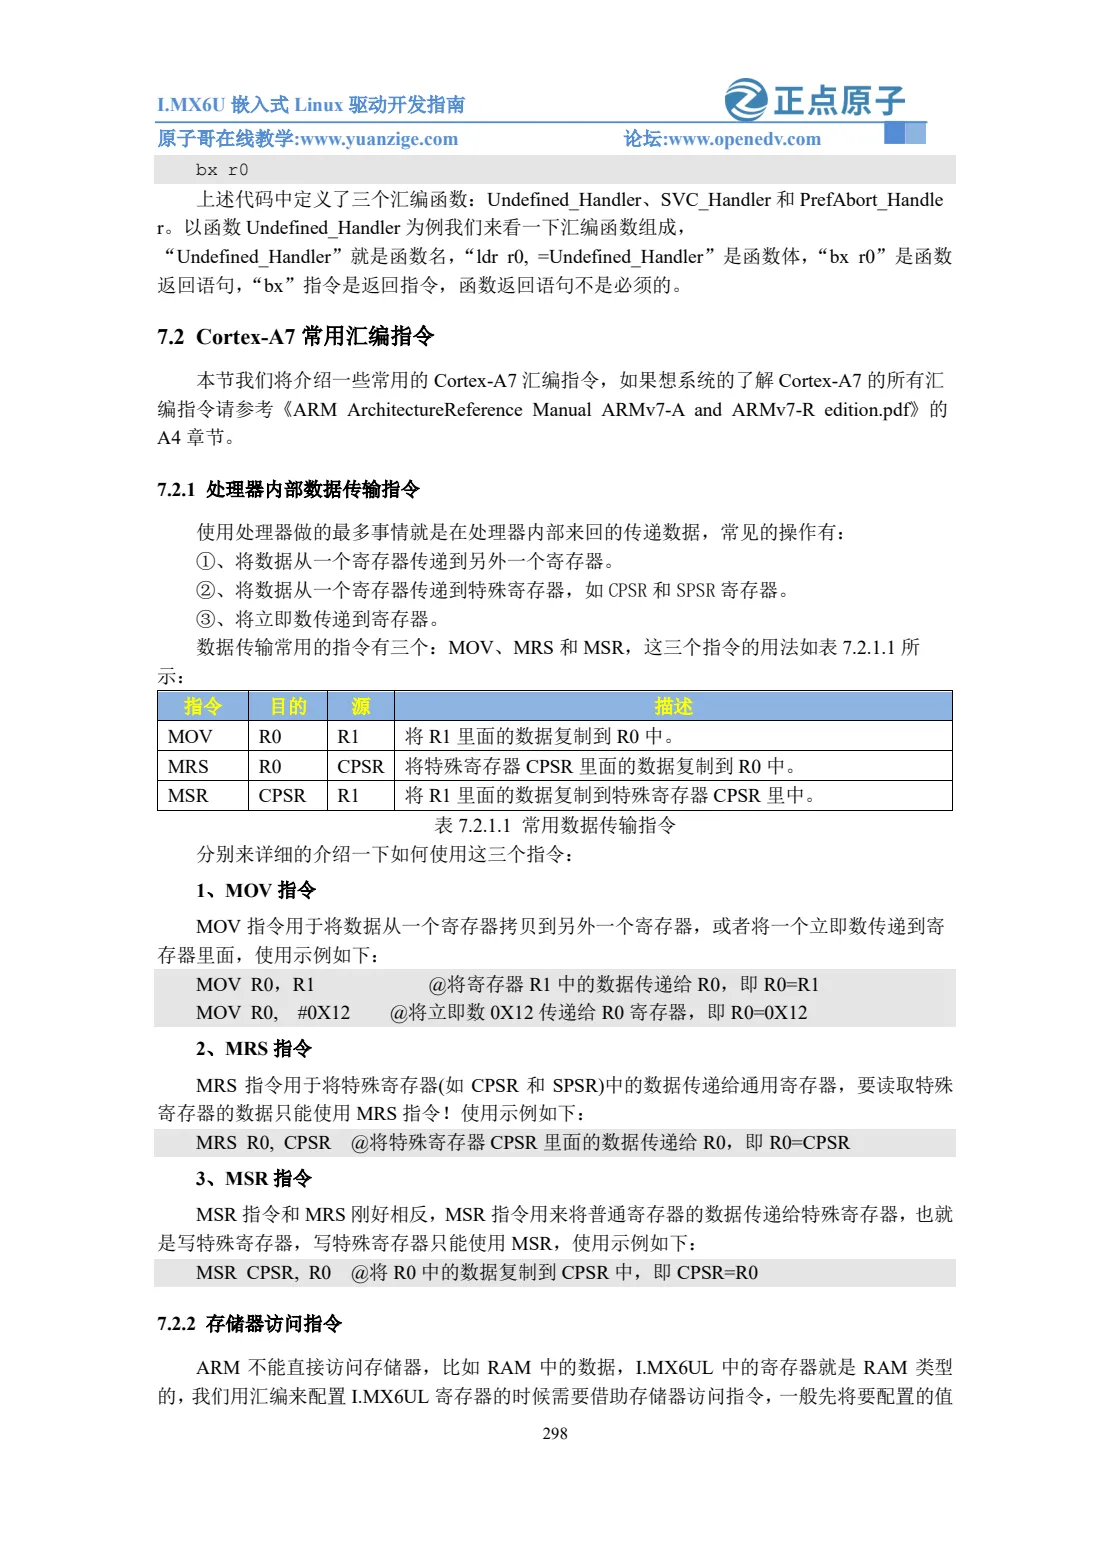 I.MX6U 嵌入式 Linux 驱动开发指南
正点原子
原子哥在线教学:www.yuanzige.com 论坛:www.openedv.com
bx r0
上述代码中定义了三个汇编函数：Undefined_Handler、SVC_Handler 和 PrefAbort_Handle
r。以函数 Undefined_Handler 为例我们来看一下汇编函数组成，
“Undefined_Handler”就是函数名，“ldr r0, =Undefined_Handler”是函数体，“bx r0”是函数
返回语句，“bx”指令是返回指令，函数返回语句不是必须的。
7.2 Cortex-A7 常用汇编指令
本节我们将介绍一些常用的 Cortex-A7 汇编指令，如果想系统的了解 Cortex-A7 的所有汇
编指令请参考《ARM ArchitectureReference Manual ARMv7-A and ARMv7-R edition.pdf》的
A4 章节。
7.2.1 处理器内部数据传输指令
使用处理器做的最多事情就是在处理器内部来回的传递数据，常见的操作有：
①、将数据从一个寄存器传递到另外一个寄存器。
②、将数据从一个寄存器传递到特殊寄存器，如 CPSR 和 SPSR 寄存器。
③、将立即数传递到寄存器。
数据传输常用的指令有三个：MOV、MRS 和 MSR，这三个指令的用法如表 7.2.1.1 所
示：
指令 目的 源 描述
MOV R0 R1 将 R1 里面的数据复制到 R0 中。
MRS R0 CPSR 将特殊寄存器 CPSR 里面的数据复制到 R0 中。
MSR CPSR R1 将 R1 里面的数据复制到特殊寄存器 CPSR 里中。
表 7.2.1.1 常用数据传输指令
分别来详细的介绍一下如何使用这三个指令：
1、MOV 指令
MOV 指令用于将数据从一个寄存器拷贝到另外一个寄存器，或者将一个立即数传递到寄
存器里面，使用示例如下：
MOV R0，R1 @将寄存器 R1 中的数据传递给 R0，即 R0=R1
MOV R0, #0X12 @将立即数 0X12 传递给 R0 寄存器，即 R0=0X12
2、MRS 指令
MRS 指令用于将特殊寄存器(如 CPSR 和 SPSR)中的数据传递给通用寄存器，要读取特殊
寄存器的数据只能使用 MRS 指令！使用示例如下：
MRS R0, CPSR @将特殊寄存器 CPSR 里面的数据传递给 R0，即 R0=CPSR
3、MSR 指令
MSR 指令和 MRS 刚好相反，MSR 指令用来将普通寄存器的数据传递给特殊寄存器，也就
是写特殊寄存器，写特殊寄存器只能使用 MSR，使用示例如下：
MSR CPSR, R0 @将 R0 中的数据复制到 CPSR 中，即 CPSR=R0
7.2.2 存储器访问指令
ARM 不能直接访问存储器，比如 RAM 中的数据，I.MX6UL 中的寄存器就是 RAM 类型
的，我们用汇编来配置 I.MX6UL 寄存器的时候需要借助存储器访问指令，一般先将要配置的值
298